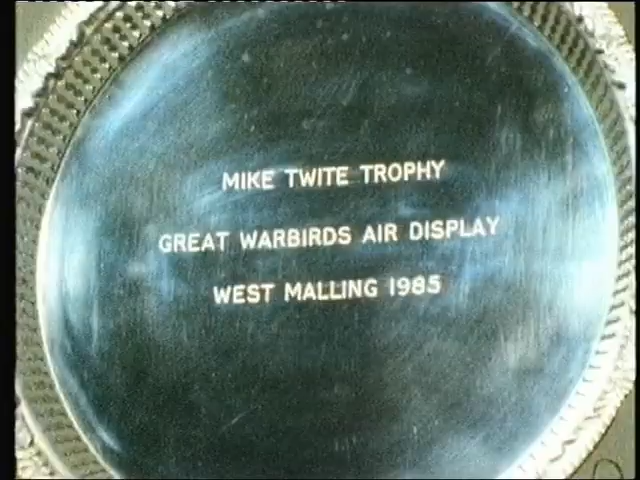 MIKE TWITE TROPHY
GREAT WARBIRDS AIR DISPLAY
WEST MALLING 1985